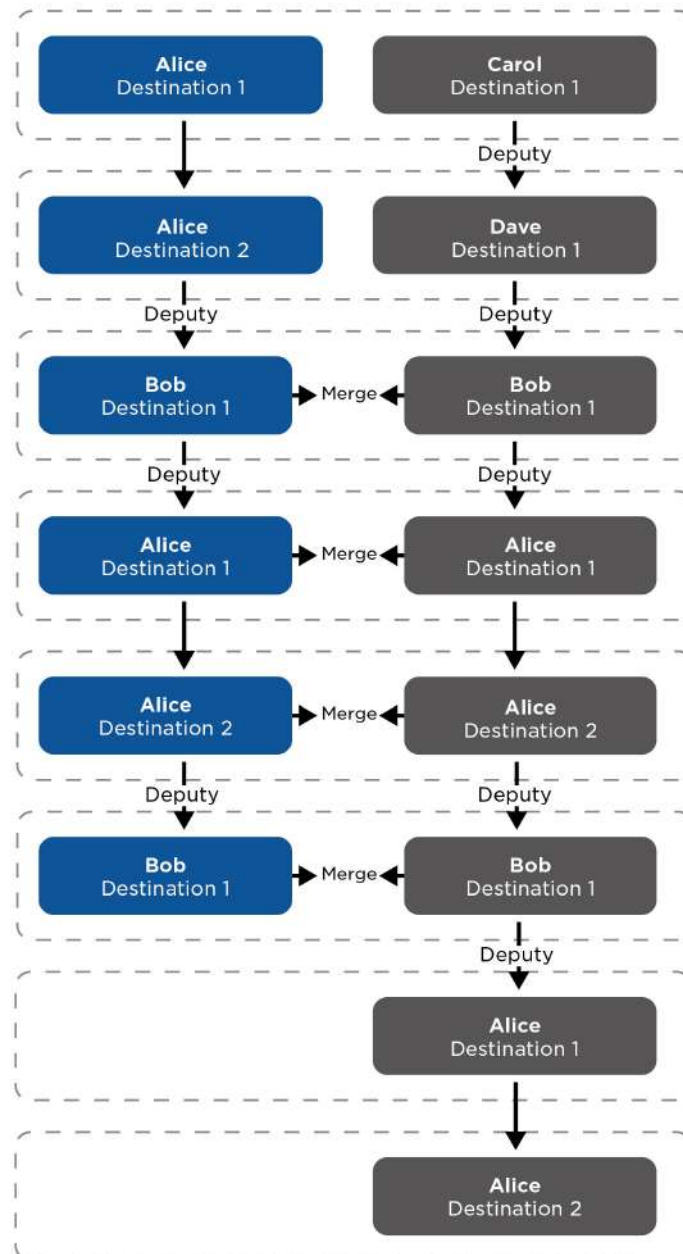 Alice
Destination 1
Carol
Destination 1
Deputy
Alice
Destination 2
Dave
Destination 1
Deputy
Deputy
Bob
Destination 1
Merge
Bob
Destination 1
Deputy
Deputy
Alice
Destination 1
Merge
Alice
Destination 1
Alice
Destination 2
Merge
Alice
Destination 2
Deputy
Deputy
Bob
Destination 1
Merge
Bob
Destination 1
Deputy
Alice
Destination 1
Alice
Destination 2